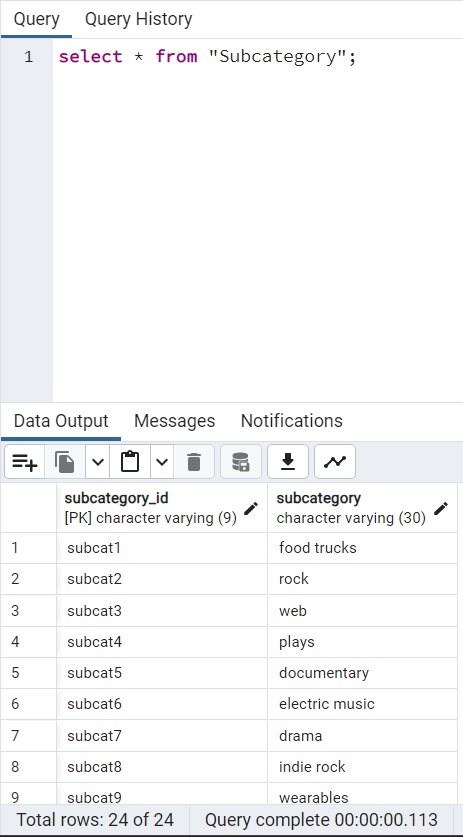 Query Query History
1 select * from "Subcategory";
Data Output Messages Notifications
subcategory_id subcategory
[PK] character varying (9) character varying (30)
1 subcat1 food trucks
2 subcat2 rock
3 subcat3 web
4 subcat4 plays
5 subcat5 documentary
6 subcat6 electric music
7 subcat7 drama
8 subcat8 indie rock
9 subcat9 wearables
Total rows: 24 of 24 Query complete 00:00:00.113